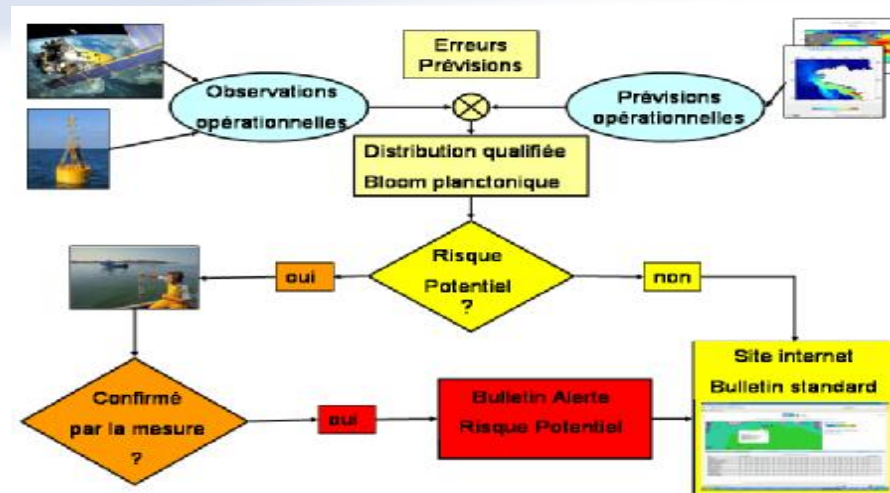 Erreurs
Prévisions
Observations
opérationnelles
Prévisions
opérationnelles
Distribution qualifiée
Bloom planctonique
Risque
Potentiel
?
oui
non
Site internet
Bulletin standard
Confirmé
par la mesure
?
oui
Bulletin Alerte
Risque Potentiel